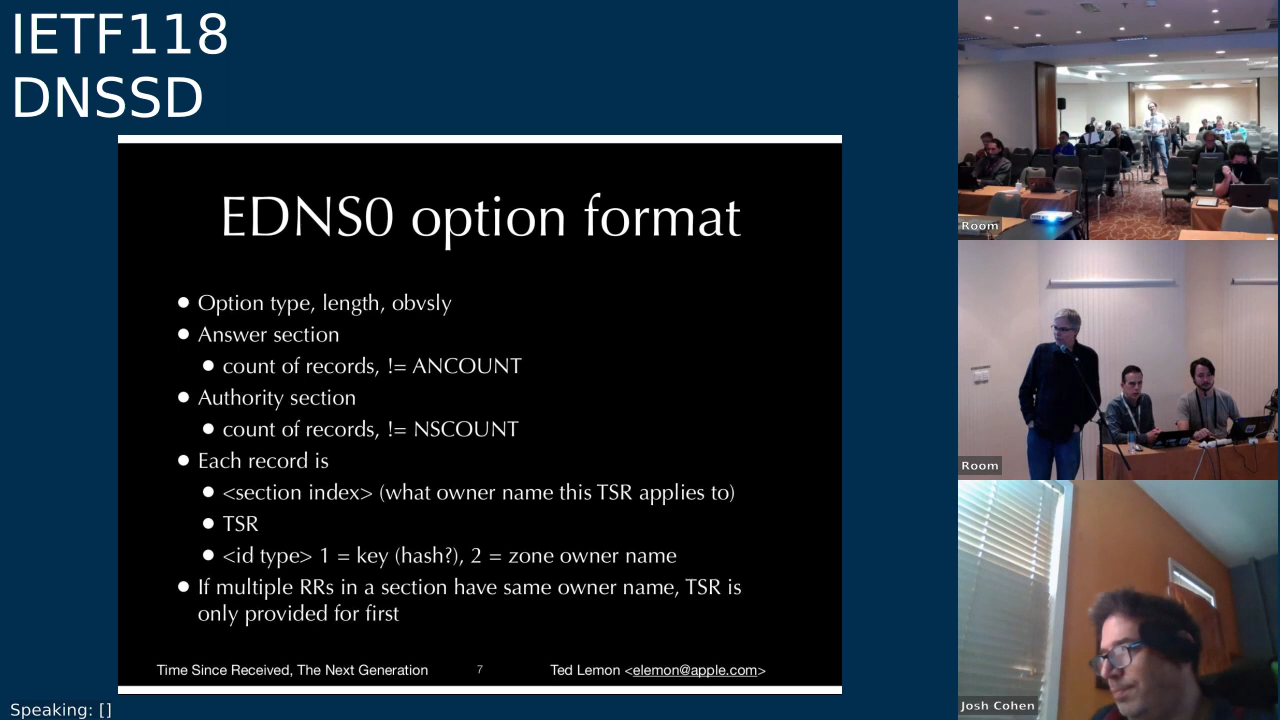 IETF118
DNSSD
EDNS0 option format
● Option type, length, obvsly
● Answer section
● count of records, != ANCOUNT
● Authority section
● count of records, != NSCOUNT
● Each record is
● <section index> (what owner name this TSR applies to)
● TSR
● <id type> 1 = key (hash?), 2 = zone owner name
● If multiple RRs in a section have same owner name, TSR is
only provided for first
Time Since Received, The Next Generation 7 Ted Lemon <elemon@apple.com>
Speaking: []
Room
Room
Josh Cohen